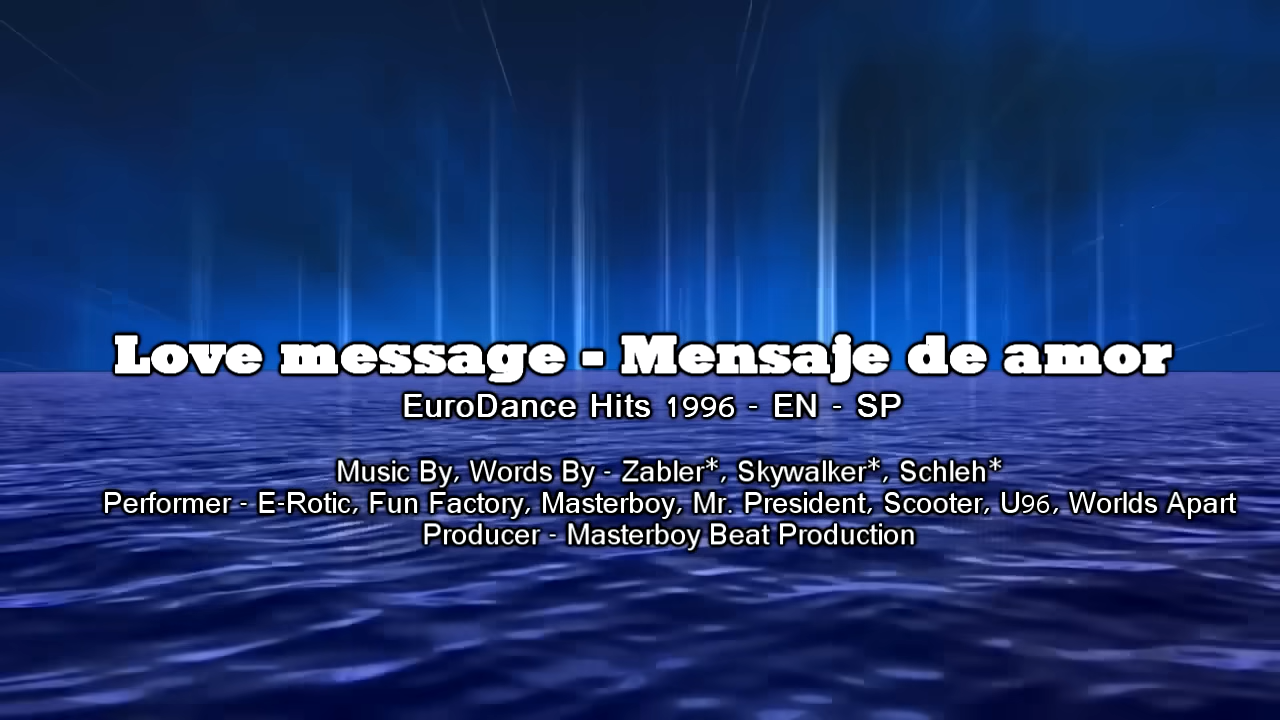 Love message - Mensaje de amor
EuroDance Hits 1996 - EN - SP
Music By, Words By - Zabler*, Skywalker*, Schleh*
Performer - E-Rotic, Fun Factory, Masterboy, Mr. President, Scooter, U96, Worlds Apart
Producer - Masterboy Beat Production